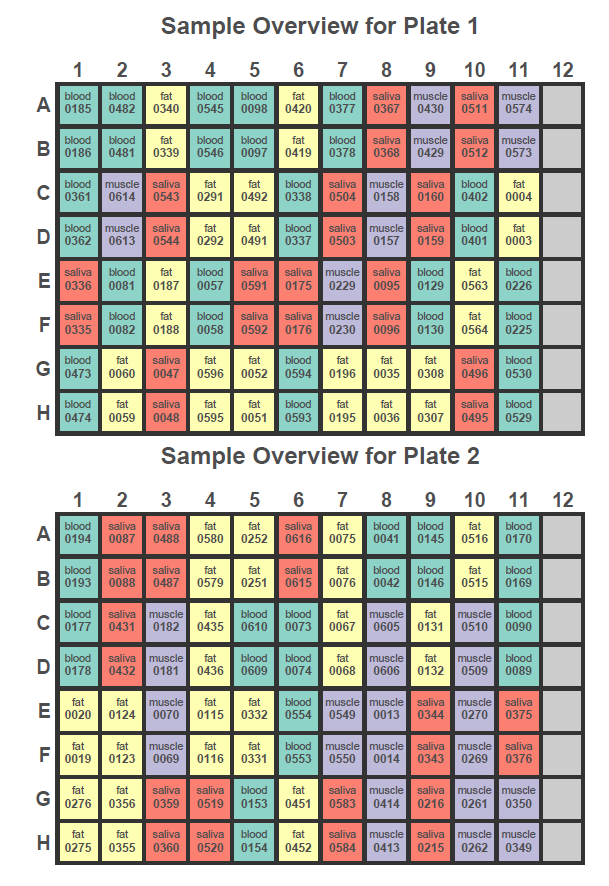 Sample Overview for Plate 1
1 2 3 4 5 6 7 8 9 10 11 12
A blood blood fat blood blood fat blood saliva muscle saliva muscle
0185 0482 0340 0545 0098 0420 0377 0367 0430 0511 0574
B blood blood fat blood blood fat blood saliva muscle saliva muscle
0186 0481 0339 0546 0097 0419 0378 0368 0429 0512 0573
C blood muscle saliva fat fat blood saliva muscle saliva blood fat
0361 0614 0543 0291 0492 0338 0504 0158 0160 0402 0004
D blood muscle saliva fat fat blood saliva muscle saliva blood fat
0362 0613 0544 0292 0491 0337 0503 0157 0159 0401 0003
E saliva blood fat blood saliva saliva muscle saliva blood fat blood
0336 0081 0187 0057 0591 0175 0229 0095 0129 0563 0226
F saliva blood fat blood saliva saliva muscle saliva blood fat blood
0335 0082 0188 0058 0592 0176 0230 0096 0130 0564 0225
G blood fat saliva fat fat blood fat fat fat saliva blood
0473 0060 0047 0596 0052 0594 0196 0035 0308 0496 0530
H blood fat saliva fat fat blood fat fat fat saliva blood
0474 0059 0048 0595 0051 0593 0195 0036 0307 0495 0529
Sample Overview for Plate 2
1 2 3 4 5 6 7 8 9 10 11 12
A blood saliva saliva fat fat saliva fat blood blood fat blood
0194 0087 0488 0580 0252 0616 0075 0041 0145 0516 0170
B blood saliva saliva fat fat saliva fat blood blood fat blood
0193 0088 0487 0579 0251 0615 0076 0042 0146 0515 0169
C blood saliva muscle fat blood blood fat muscle fat muscle blood
0177 0431 0182 0435 0610 0073 0067 0605 0131 0510 0090
D blood saliva muscle fat blood blood fat muscle fat muscle blood
0178 0432 0181 0436 0609 0074 0068 0606 0132 0509 0089
E fat fat muscle fat fat blood muscle muscle saliva muscle saliva
0020 0124 0070 0115 0332 0554 0549 0013 0344 0270 0375
F fat fat muscle fat fat blood muscle muscle saliva muscle saliva
0019 0123 0069 0116 0331 0553 0550 0014 0343 0269 0376
G fat fat saliva saliva blood fat saliva muscle saliva muscle muscle
0276 0356 0359 0519 0153 0451 0583 0414 0216 0261 0350
H fat fat saliva saliva blood fat saliva muscle saliva muscle muscle
0275 0355 0360 0520 0154 0452 0584 0413 0215 0262 0349